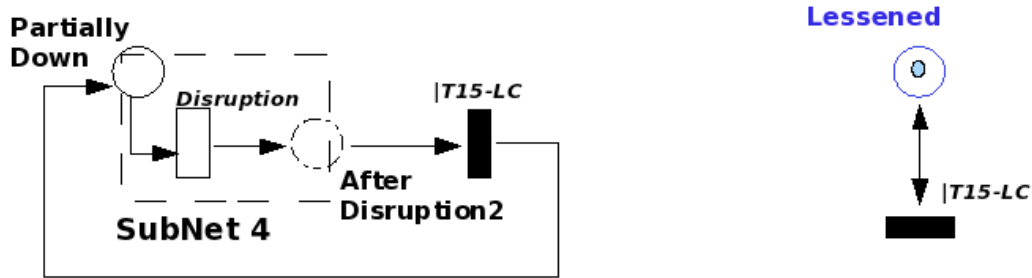 Partially
Down
Disruption
|T15-LC
After
Disruption2
SubNet 4
Lessened
|T15-LC